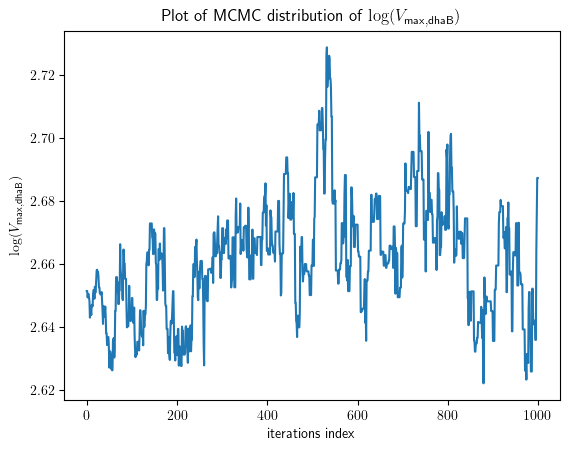 Plot of MCMC distribution of log(V_max,dhaB)
log(V_max,dhaB)
2.72
2.70
2.68
2.66
2.64
2.62
0 200 400 600 800 1000
iterations index